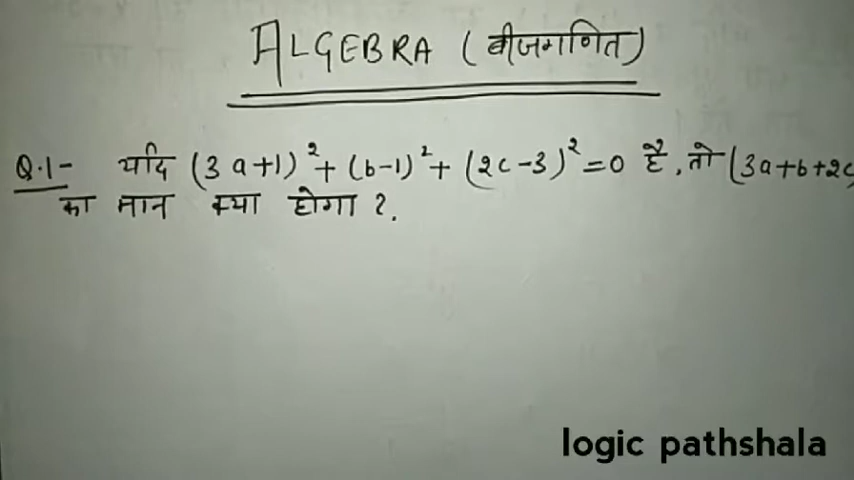 ALGEBRA (बीजगणित)
Q.1- यदि (3a+1)²+(b-1)²+(2c-3)²=0 है, तो (3a+b+2c
का मान क्या होगा ?.
logic pathshala